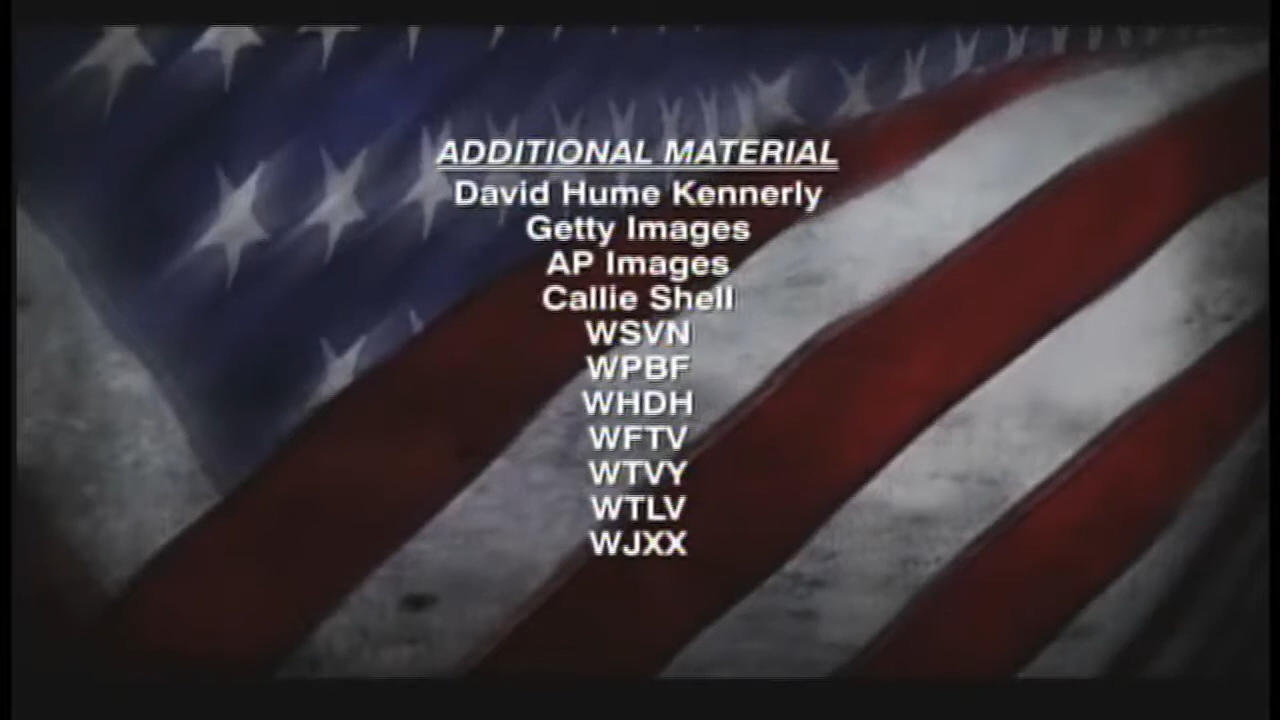 ADDITIONAL MATERIAL
David Hume Kennerly
Getty Images
AP Images
Callie Shell
WSVN
WPBF
WHDH
WFTV
WTVY
WTLV
WJXX